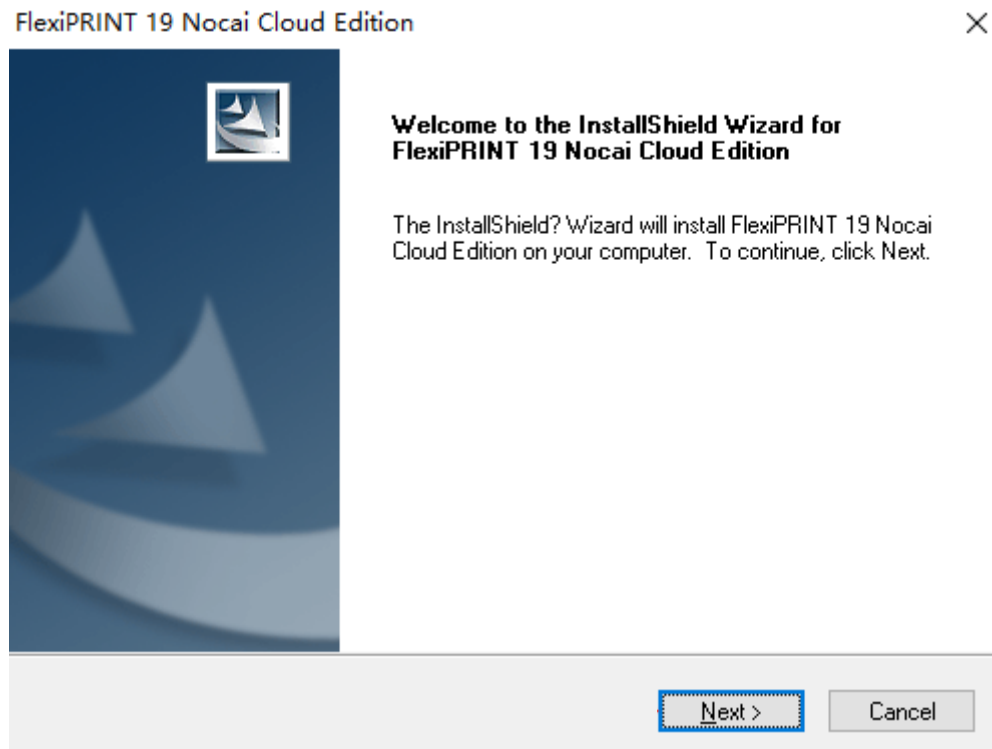 FlexiPRINT 19 Nocai Cloud Edition
Welcome to the InstallShield Wizard for
FlexiPRINT 19 Nocai Cloud Edition
The InstallShield? Wizard will install FlexiPRINT 19 Nocai
Cloud Edition on your computer. To continue, click Next.
Next >
Cancel